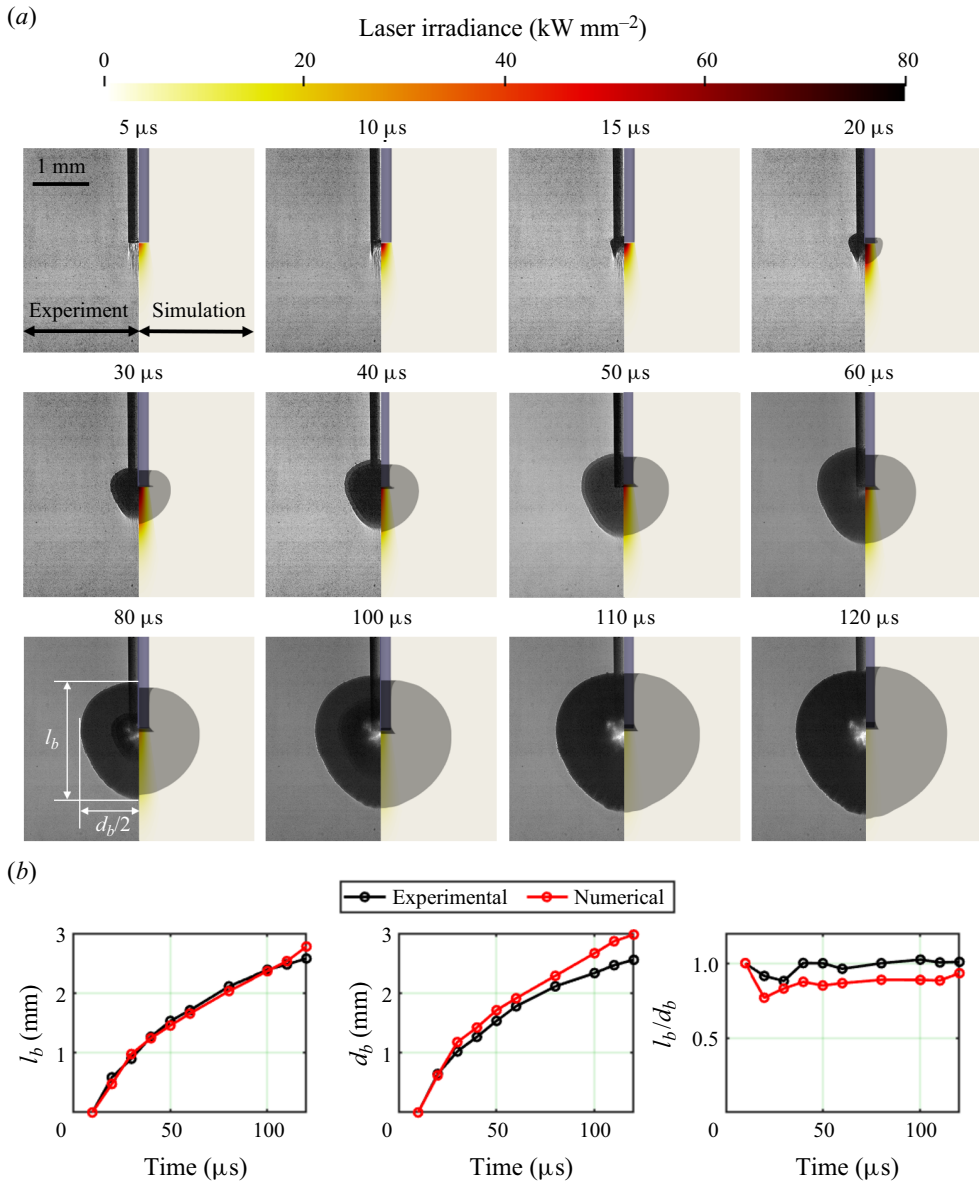 (a)
Laser irradiance (kW mm⁻²)
0 20 40 60 80
5 μs 10 μs 15 μs 20 μs
1 mm
Experiment Simulation
30 μs 40 μs 50 μs 60 μs
80 μs 100 μs 110 μs 120 μs
l_b
d_b/2
(b)
Experimental Numerical
3 3
1.0
2 2
l_b (mm) d_b (mm) l_b/d_b
0.5
1 1
0 50 100 0 50 100 0 50 100
Time (μs) Time (μs) Time (μs)